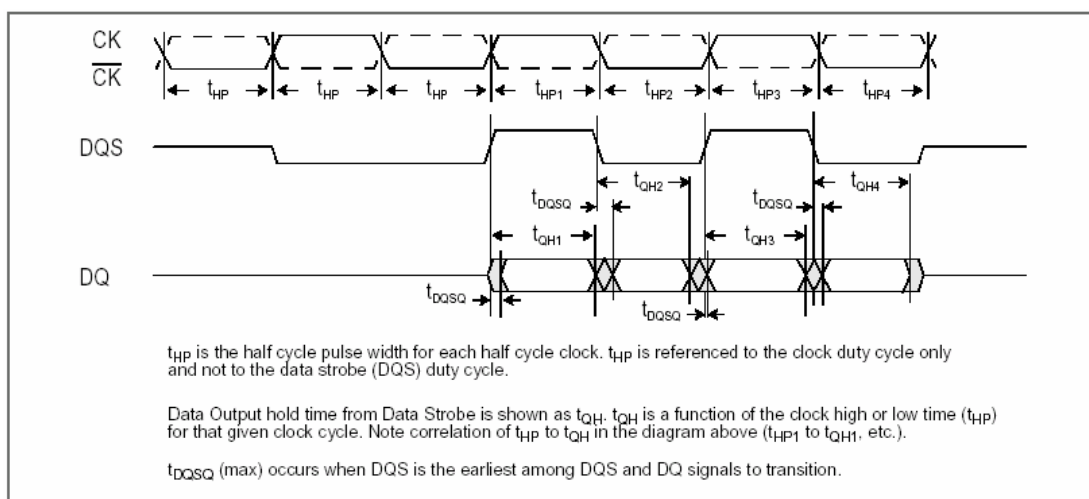 CK
CK
tHP tHP tHP tHP1 tHP2 tHP3 tHP4
DQS
tQH2 tQH4
tDQSQ tDQSQ
tQH1 tQH3
DQ
tDQSQ tDQSQ
tHP is the half cycle pulse width for each half cycle clock. tHP is referenced to the clock duty cycle only
and not to the data strobe (DQS) duty cycle.
Data Output hold time from Data Strobe is shown as tQH. tQH is a function of the clock high or low time (tHP)
for that given clock cycle. Note correlation of tHP to tQH in the diagram above (tHP1 to tQH1, etc.).
tDQSQ (max) occurs when DQS is the earliest among DQS and DQ signals to transition.